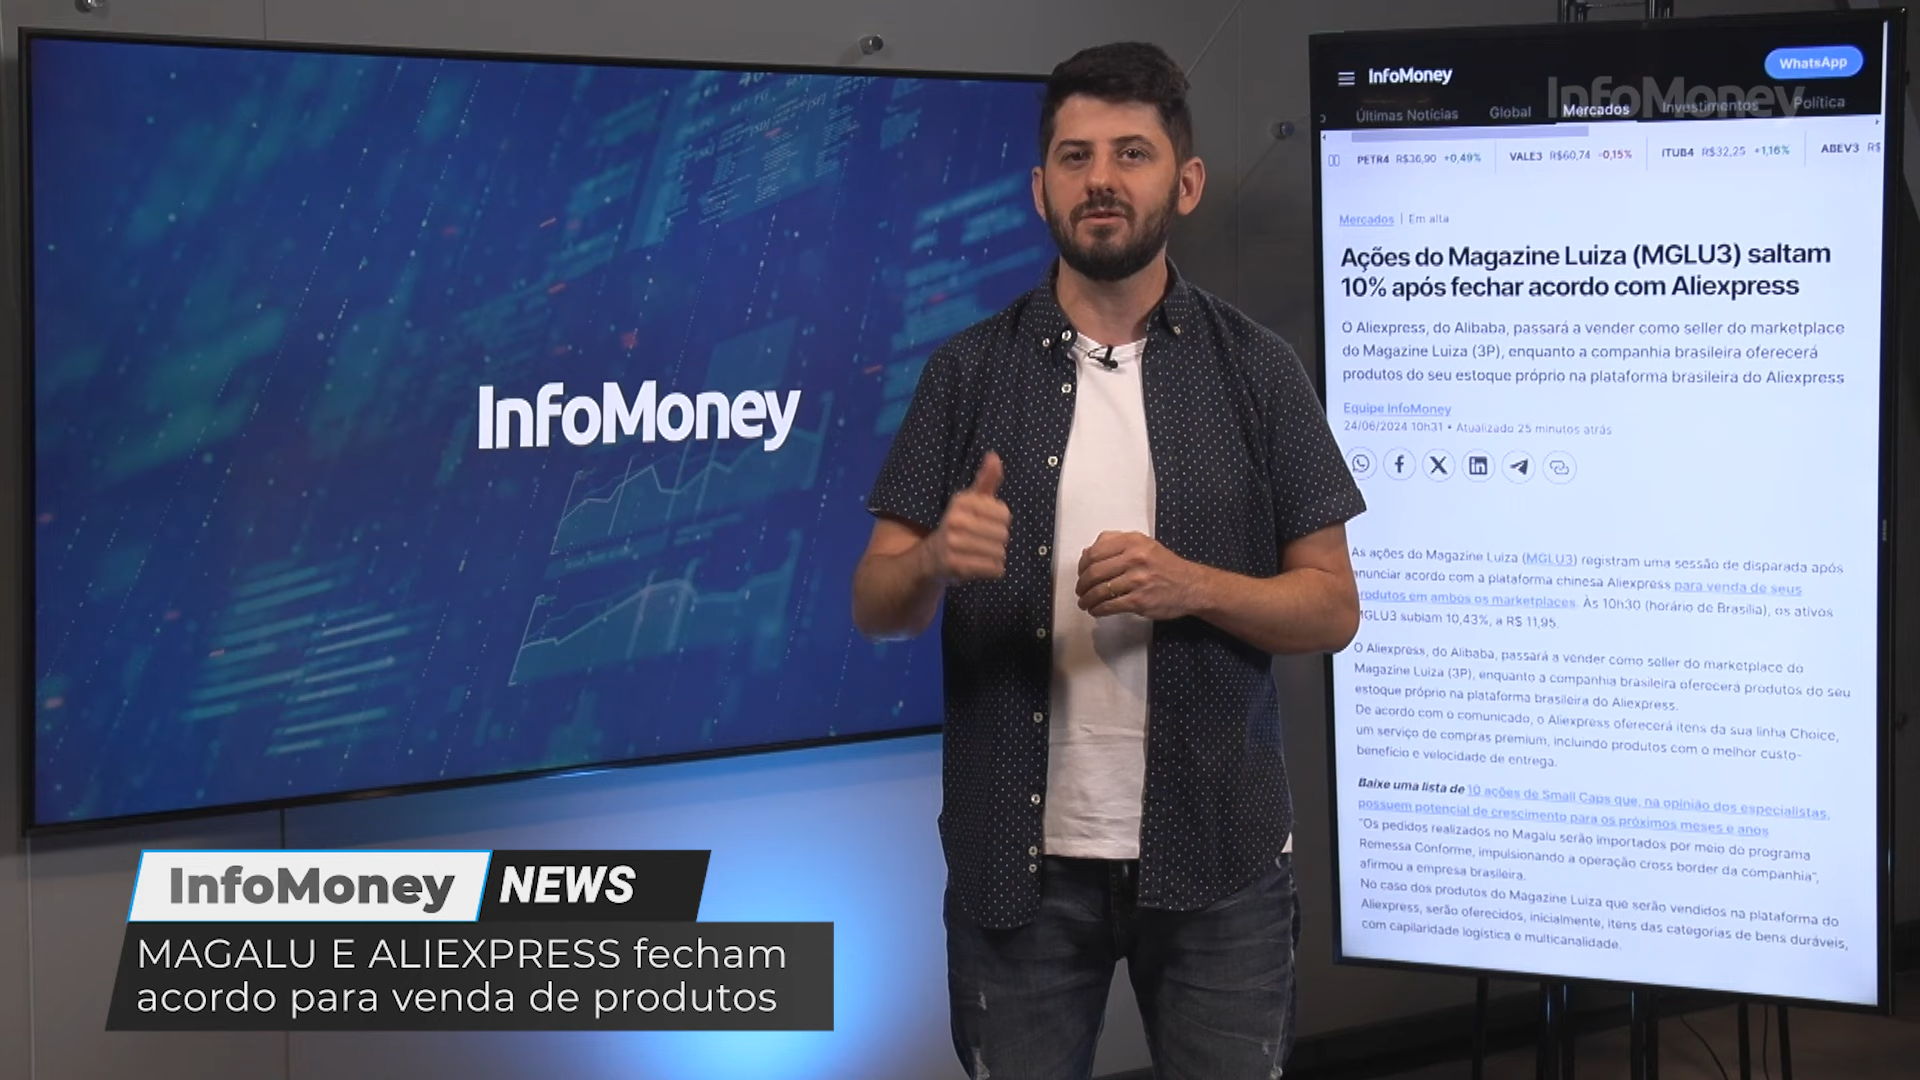 InfoMoney
InfoMoney
WhatsApp
InfoMoney
Últimas Notícias Global Mercados Investimentos Política
PETR4 R$36,90 +0,49% VALE3 R$60,74 -0,15% ITUB4 R$32,25 +1,16% ABEV3 R$
Mercados | Em alta
Ações do Magazine Luiza (MGLU3) saltam
10% após fechar acordo com Aliexpress
O Aliexpress, do Alibaba, passará a vender como seller do marketplace
do Magazine Luiza (3P), enquanto a companhia brasileira oferecerá
produtos do seu estoque próprio na plataforma brasileira do Aliexpress
Equipe InfoMoney
24/06/2024 10h31 • Atualizado 25 minutos atrás
As ações do Magazine Luiza (MGLU3) registram uma sessão de disparada após
anunciar acordo com a plataforma chinesa Aliexpress para venda de seus
produtos em ambos os marketplaces. Às 10h30 (horário de Brasília), os ativos
MGLU3 subiam 10,43%, a R$ 11,95.
O Aliexpress, do Alibaba, passará a vender como seller do marketplace do
Magazine Luiza (3P), enquanto a companhia brasileira oferecerá produtos do seu
estoque próprio na plataforma brasileira do Aliexpress.
De acordo com o comunicado, o Aliexpress oferecerá itens da sua linha Choice,
um serviço de compras premium, incluindo produtos com o melhor custo-
benefício e velocidade de entrega.
Baixe uma lista de 10 ações de Small Caps que, na opinião dos especialistas,
possuem potencial de crescimento para os próximos meses e anos
"Os pedidos realizados no Magalu serão importados por meio do programa
Remessa Conforme, impulsionando a operação cross border da companhia",
afirmou a empresa brasileira.
No caso dos produtos do Magazine Luiza que serão vendidos na plataforma do
Aliexpress, serão oferecidos, inicialmente, itens das categorias de bens duráveis,
com capilaridade logística e multicanalidade.
InfoMoney NEWS
MAGALU E ALIEXPRESS fecham
acordo para venda de produtos